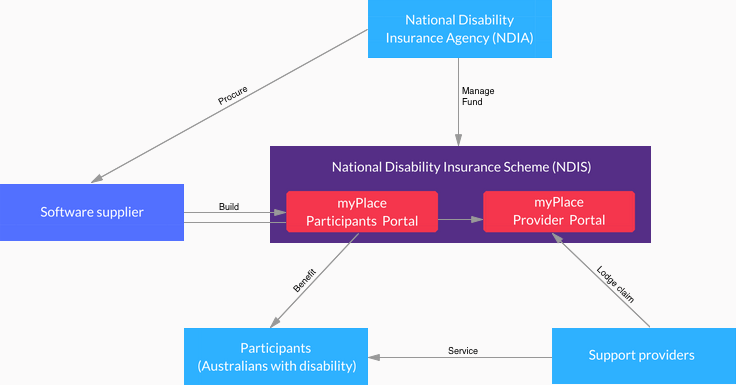 National Disability
Insurance Agency (NDIA)
Procure
Manage
Fund
National Disability Insurance Scheme (NDIS)
Software supplier
Build
myPlace
Participants Portal
myPlace
Provider Portal
Benefit
Lodge claim
Participants
(Australians with disability)
Service
Support providers